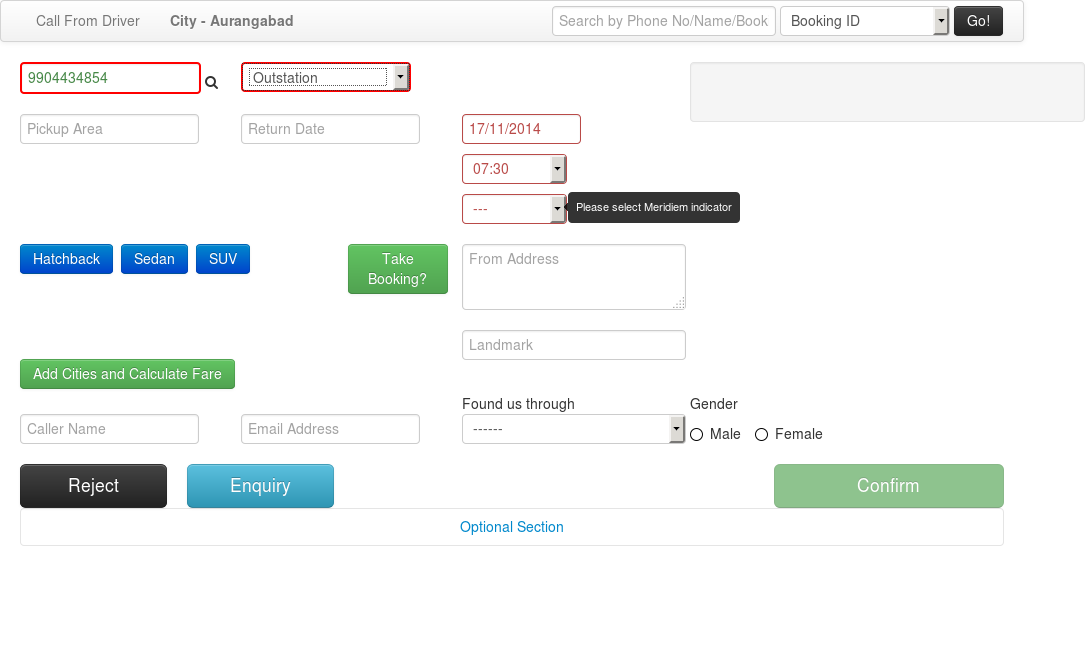 Call From Driver City - Aurangabad Search by Phone No/Name/Book Booking ID Go!
9904434854 Outstation
Pickup Area Return Date 17/11/2014
07:30
--- Please select Meridiem indicator
Hatchback Sedan SUV Take Booking? From Address
Landmark
Add Cities and Calculate Fare
Found us through Gender
Caller Name Email Address ------ Male Female
Reject Enquiry Confirm
Optional Section